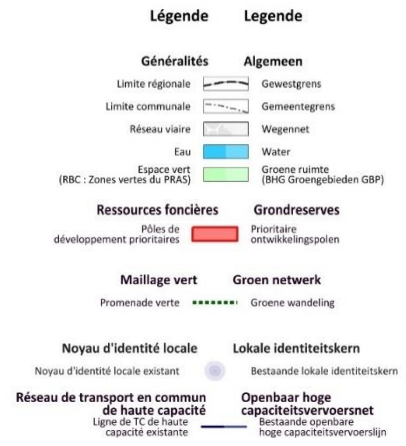 Légende Legende
Généralités Algemeen
Limite régionale Gewestgrens
Limite communale Gemeentegrens
Réseau viaire Wegennet
Eau Water
Espace vert Groene ruimte
(RBC : Zones vertes du PRAS) (BHG Groengebieden GBP)
Ressources foncières Grondreserves
Pôles de Prioritaire
développement prioritaires ontwikkelingspolen
Maillage vert Groen netwerk
Promenade verte Groene wandeling
Noyau d'identité locale Lokale identiteitskern
Noyau d'identité locale existant Bestaande lokale identiteitskern
Réseau de transport en commun Openbaar hoge
de haute capacité capaciteitsvervoersnet
Ligne de TC de haute Bestaande openbare
capacité existante hoge capaciteitsvervoerslijn